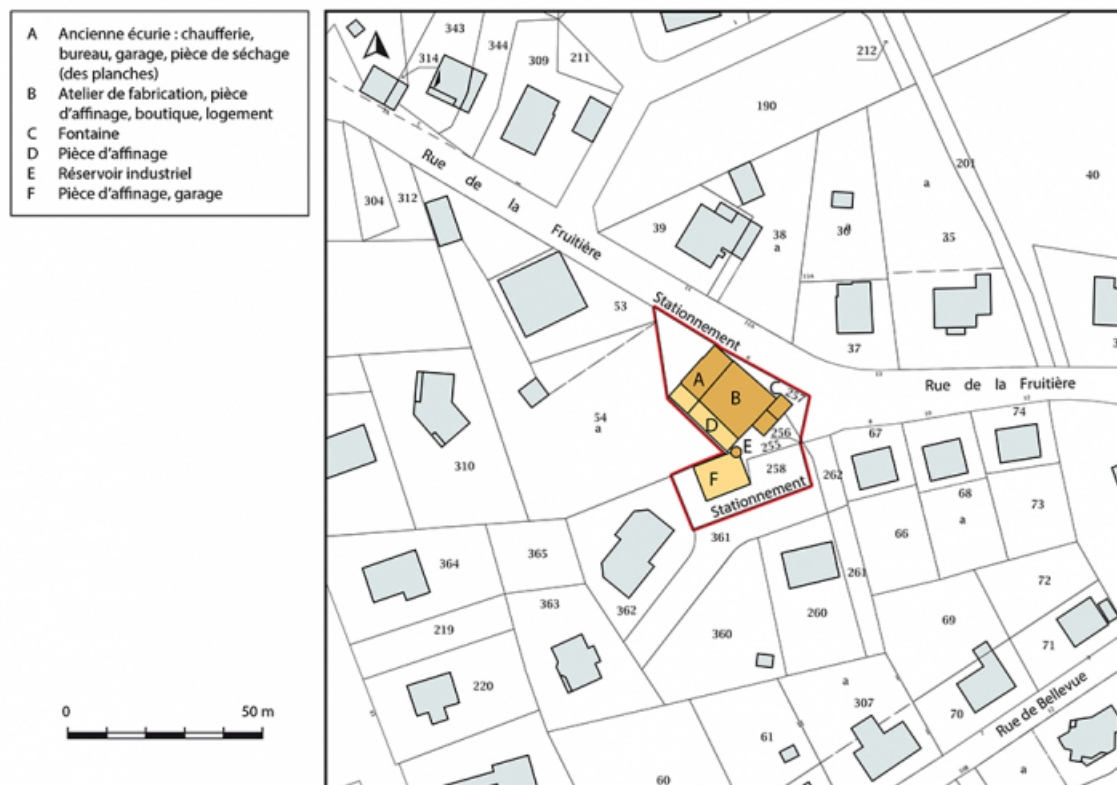 A Ancienne écurie : chaufferie,
bureau, garage, pièce de séchage
(des planches)
B Atelier de fabrication, pièce
d'affinage, boutique, logement
C Fontaine
D Pièce d'affinage
E Réservoir industriel
F Pièce d'affinage, garage
0 50 m
343
344
314
309
211
212
190
201
40
304
312
Rue de la Fruitière
39
38
a
36
a
a
35
53
Stationnement
37
Rue de la Fruitière
A
B
C
257
54
a
D
256
E
255
F
258
Stationnement
262
67
74
68
a
73
66
310
361
364
365
363
362
261
260
72
219
360
69
71
220
a
307
70
Rue de Bellevue
61
60
a